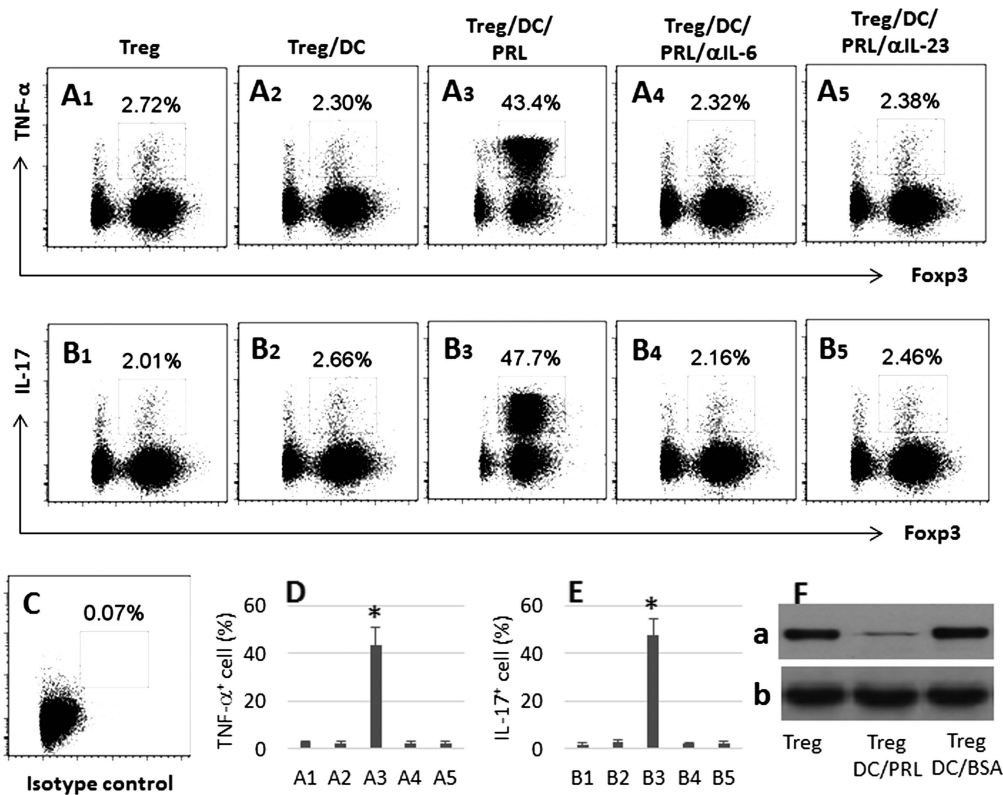 Treg
Treg/DC
Treg/DC/
PRL
Treg/DC/
PRL/αIL-6
Treg/DC/
PRL/αIL-23
TNF-α
A1
2.72%
A2
2.30%
A3
43.4%
A4
2.32%
A5
2.38%
Foxp3
IL-17
B1
2.01%
B2
2.66%
B3
47.7%
B4
2.16%
B5
2.46%
Foxp3
C
0.07%
Isotype control
D
TNF-α+ cell (%)
60
40
20
0
*
A1 A2 A3 A4 A5
E
IL-17+ cell (%)
60
40
20
0
*
B1 B2 B3 B4 B5
F
a
b
Treg
Treg
DC/PRL
Treg
DC/BSA